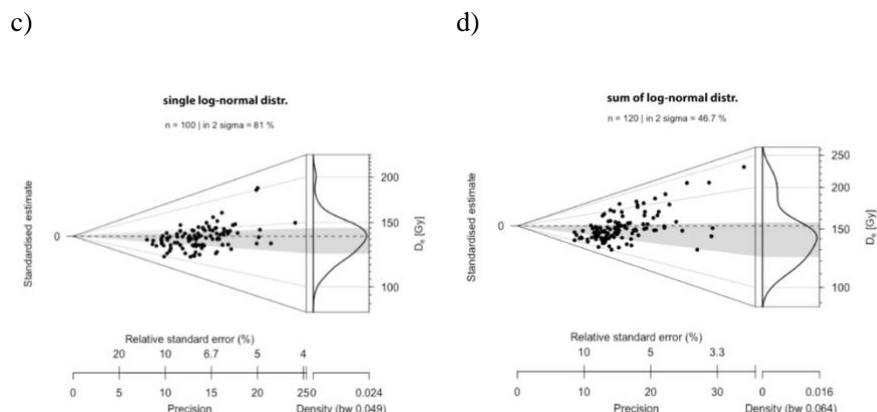 c)
d)
single log-normal distr.
n = 100 | in 2 sigma = 81 %
Standardised estimate
0
200
150
100
De [Gy]
Relative standard error (%)
20 10 6.7 5 4
0 5 10 15 20 250 0.024
Precision Density (bw 0.049)
sum of log-normal distr.
n = 120 | in 2 sigma = 46.7 %
Standardised estimate
0
250
200
150
100
De [Gy]
Relative standard error (%)
10 5 3.3
0 10 20 30 0 0.016
Precision Density (bw 0.064)